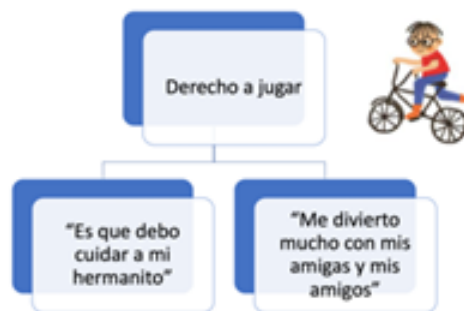 Derecho a jugar
"Es que debo
cuidar a mi
hermanito"
"Me divierto
mucho con mis
amigas y mis
amigos"